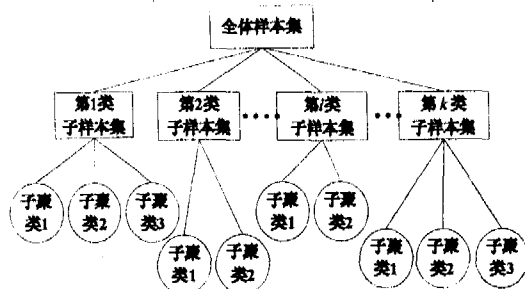 全体样本集
第1类
子样本集
第2类
子样本集
第l类
子样本集
第k类
子样本集
子聚
类1
子聚
类2
子聚
类3
子聚
类1
子聚
类2
子聚
类1
子聚
类2
子聚
类1
子聚
类2
子聚
类3